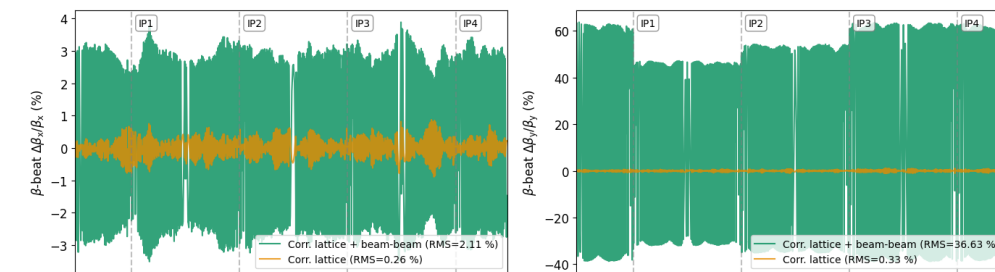 IP1
IP2
IP3
IP4
4
3
2
1
0
−1
−2
−3
β-beat Δβx/βx (%)
Corr. lattice + beam-beam (RMS=2.11 %)
Corr. lattice (RMS=0.26 %)
IP1
IP2
IP3
IP4
60
40
20
0
−20
−40
β-beat Δβy/βy (%)
Corr. lattice + beam-beam (RMS=36.63 %
Corr. lattice (RMS=0.33 %)